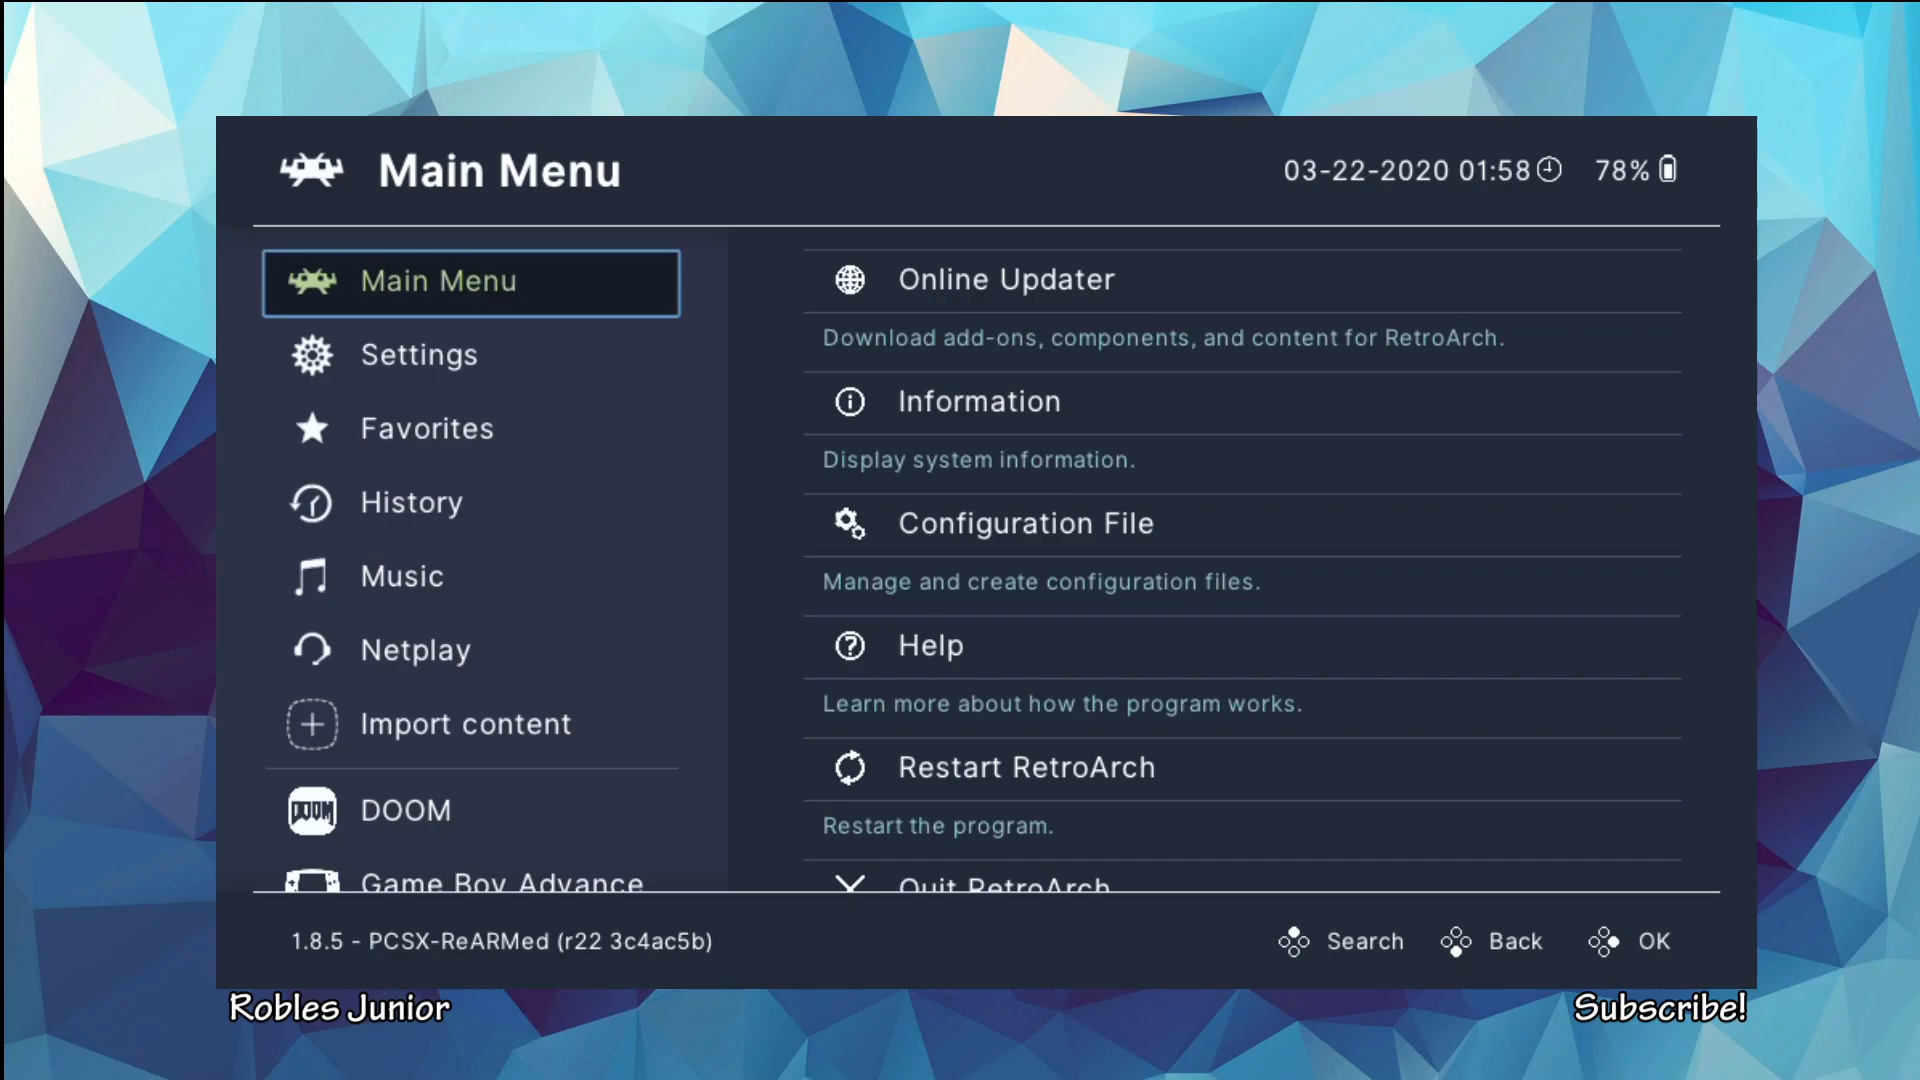 Main Menu
03-22-2020 01:58 78%
Main Menu
Settings
Favorites
History
Music
Netplay
Import content
DOOM
DOOM
Game Boy Advance
Online Updater
Download add-ons, components, and content for RetroArch.
Information
Display system information.
Configuration File
Manage and create configuration files.
Help
Learn more about how the program works.
Restart RetroArch
Restart the program.
Quit RetroArch
1.8.5 - PCSX-ReARMed (r22 3c4ac5b)
Search Back OK
Robles Junior
Subscribe!